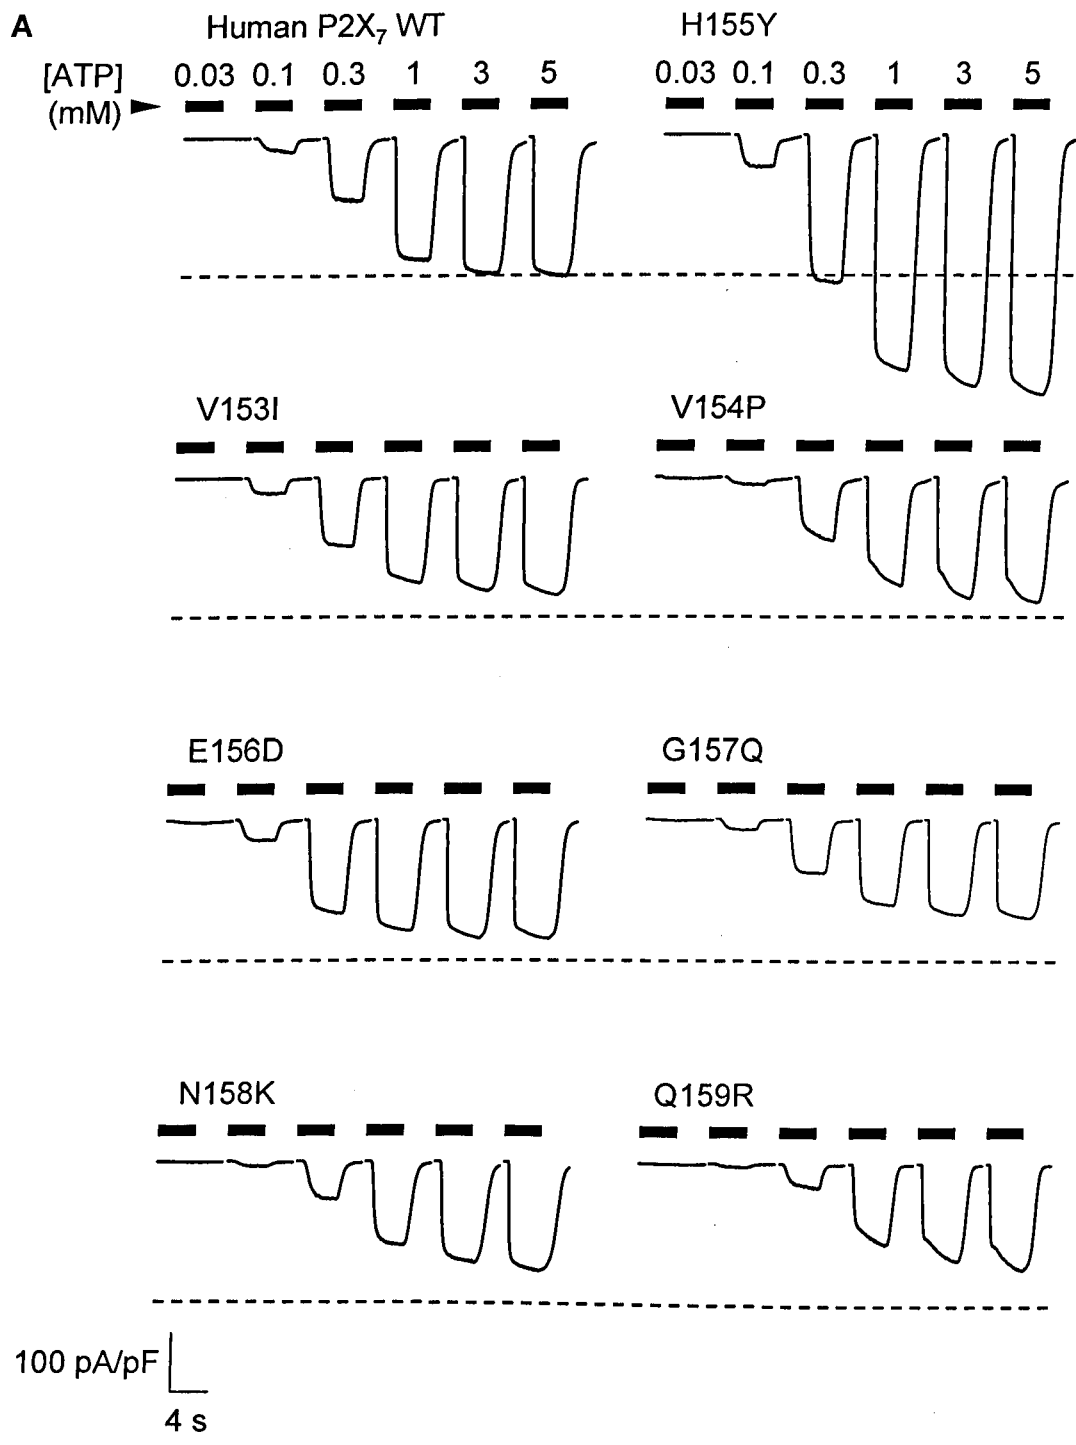 A
Human P2X7 WT
H155Y
[ATP] 0.03 0.1 0.3 1 3 5
0.03 0.1 0.3 1 3 5
(mM)
V153I
V154P
E156D
G157Q
N158K
Q159R
100 pA/pF
4 s